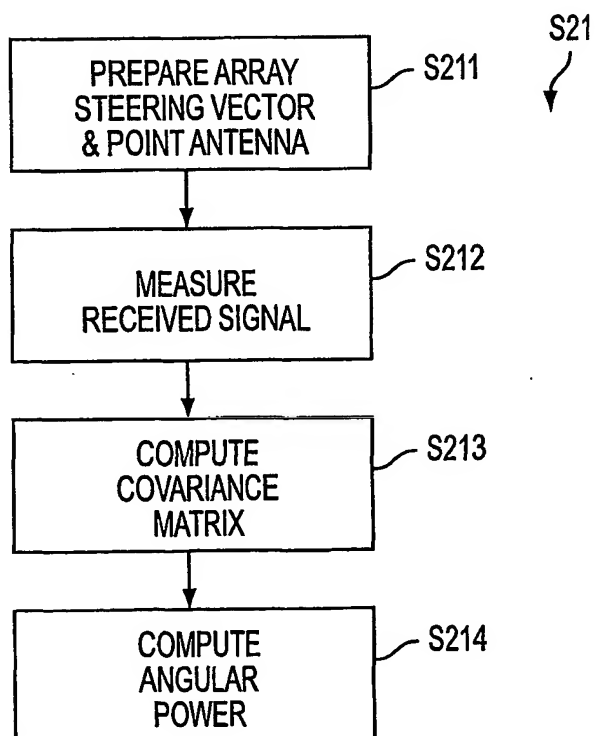 S21
PREPARE ARRAY
STEERING VECTOR
& POINT ANTENNA
S211
MEASURE
RECEIVED SIGNAL
S212
COMPUTE
COVARIANCE
MATRIX
S213
COMPUTE
ANGULAR
POWER
S214